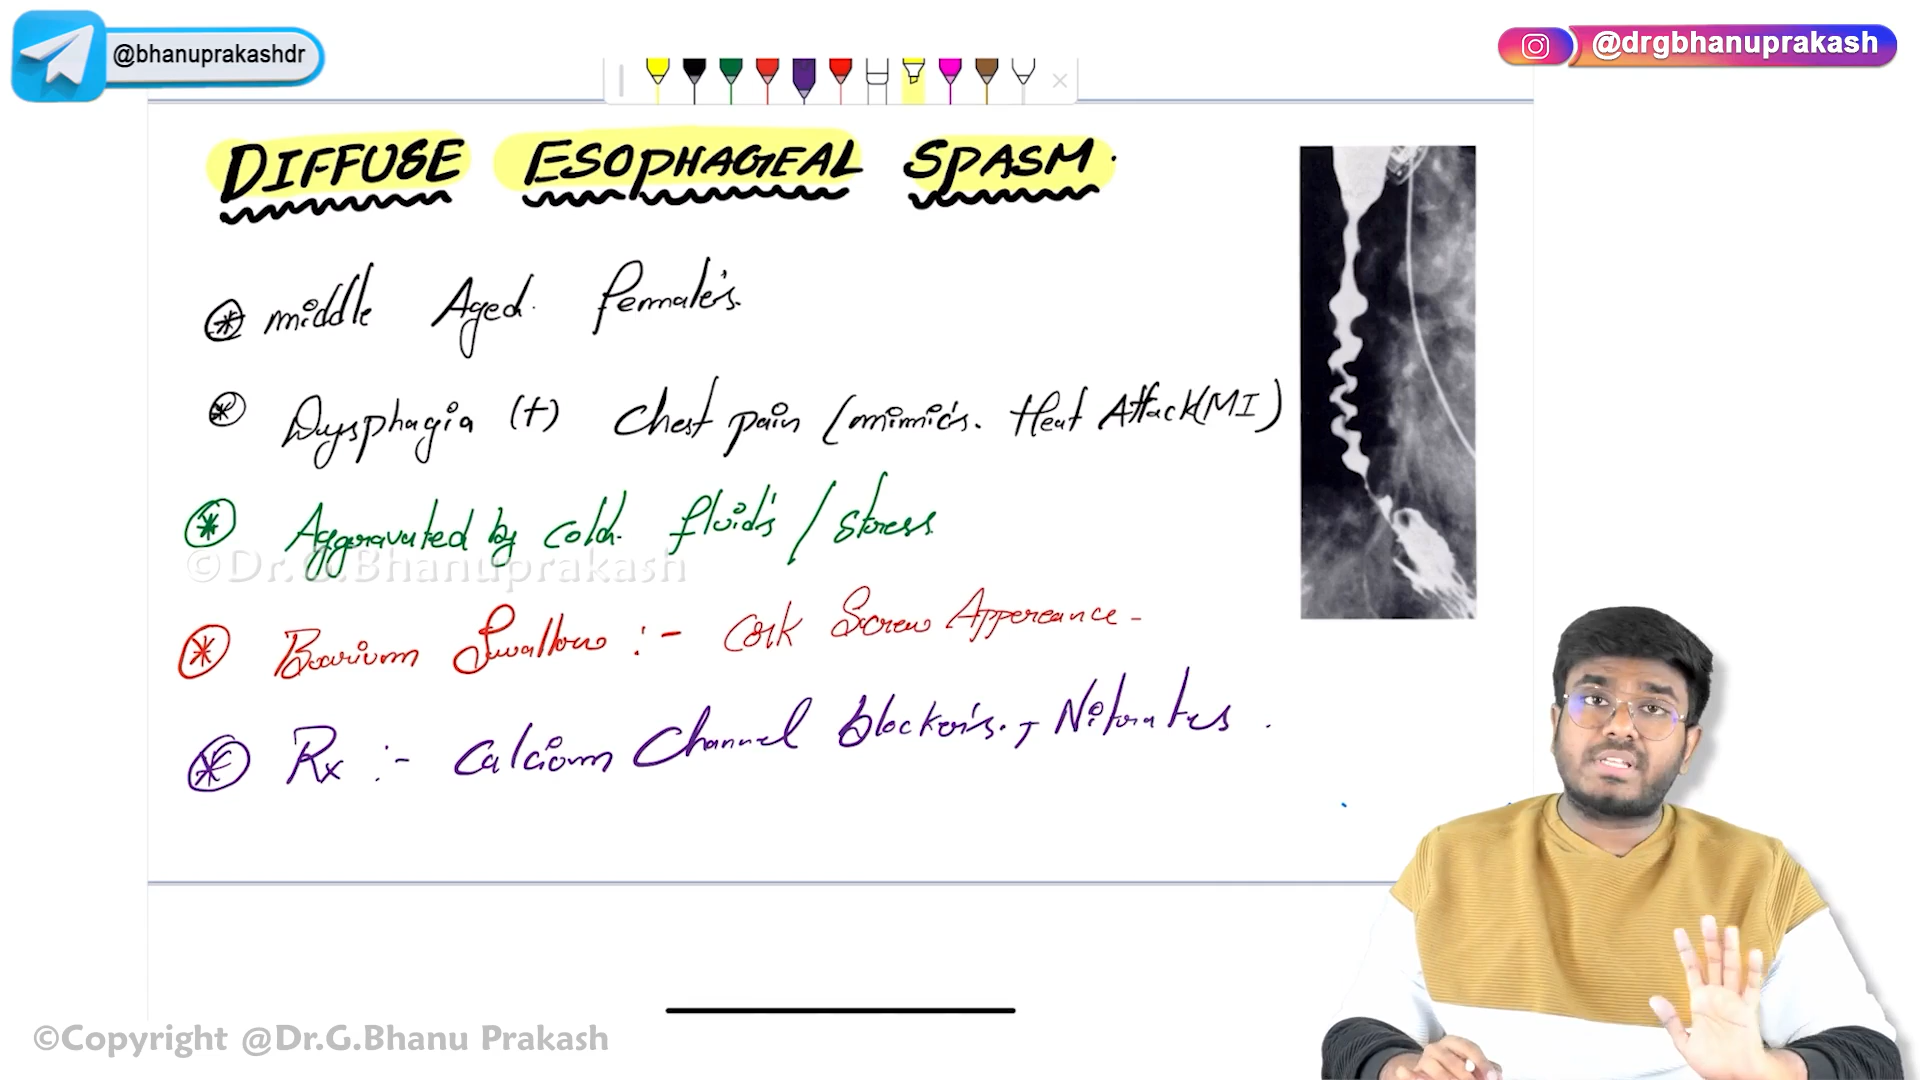 @bhanuprakashdr
@drgbhanuprakash
DIFFUSE ESOPHAGEAL SPASM.
middle Aged. females.
Dysphagia (+) Chest pain (mimics. Heat Attack(MI)
Aggravated by cold. fluids / stress
©Dr.G.Bhanuprakash
Barium Swallow :- Cork Screw Appereance -
Rx :- Calcium Channel blockers., Nitrates.
©Copyright @Dr.G.Bhanu Prakash